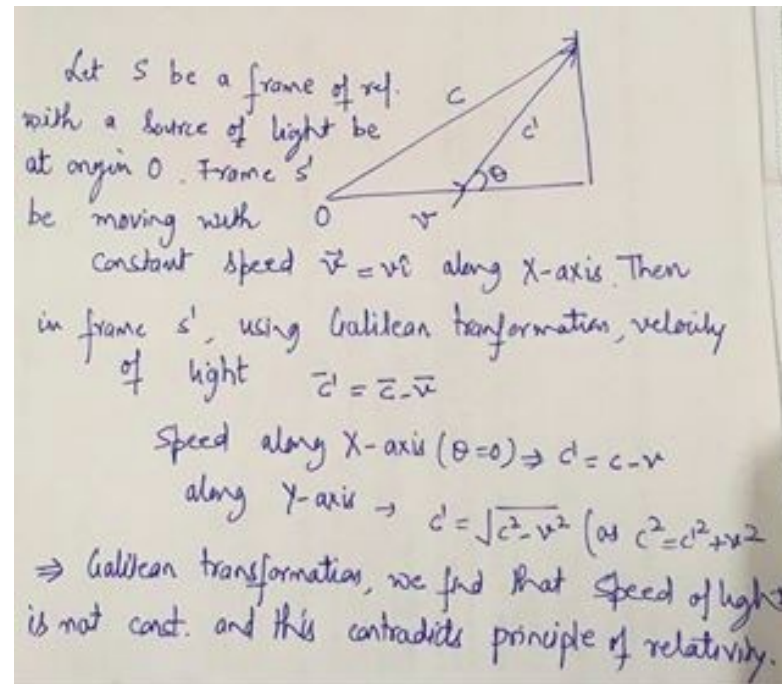 Let S be a frame of ref.
with a source of light be
at origin O. Frame s'
be moving with
constant speed v⃗ = vî along X-axis. Then
in frame s', using Galilean tranformation, velocity
of light c̄' = c̄ - v̄
Speed along X-axis (θ=0) ⇒ c' = c-v
along Y-axis → c' = √c²-v² (as c²=c'²+v²
⇒ Galilean transformation, we find that speed of light
is not const. and this contradicts principle of relativity.
c
c'
θ
O
v